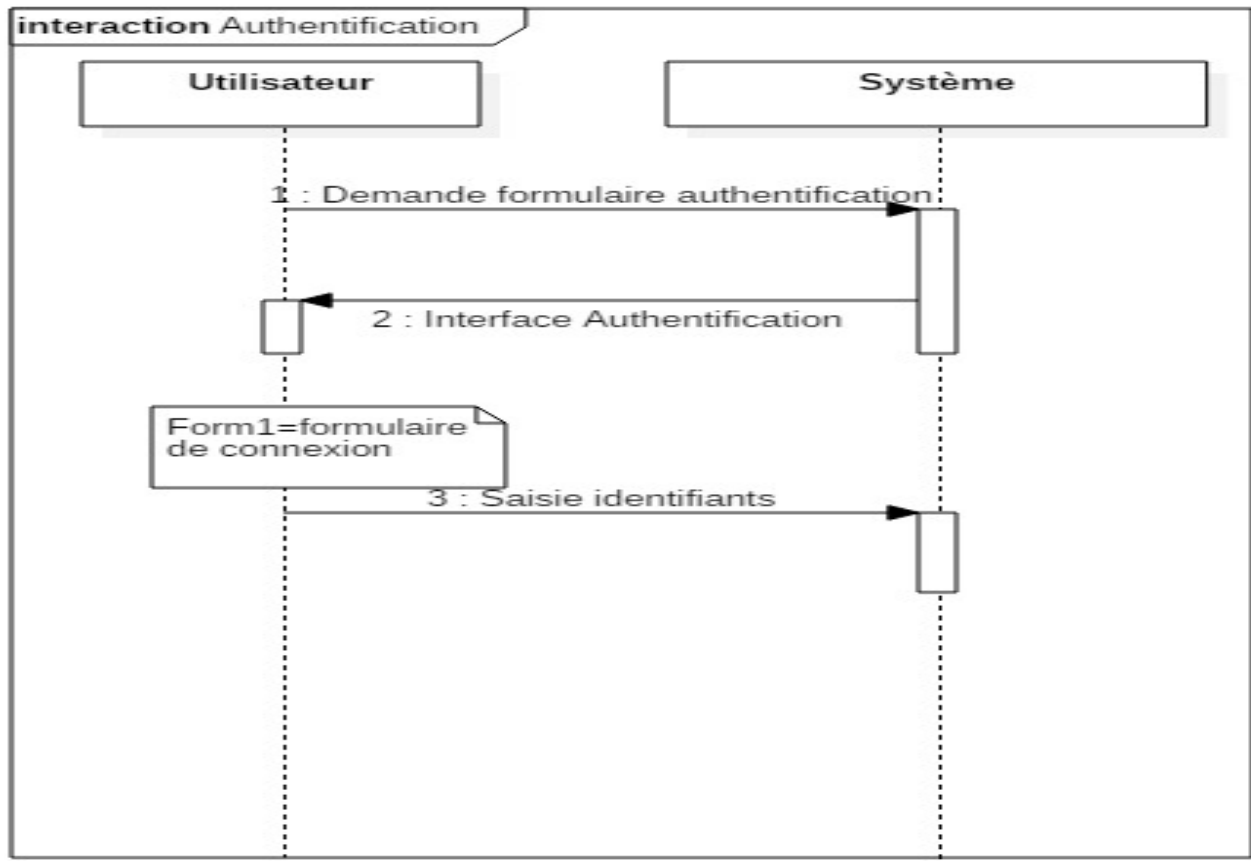 interaction Authentification
Utilisateur
Système
1 : Demande formulaire authentification
2 : Interface Authentification
Form1=formulaire
de connexion
3 : Saisie identifiants